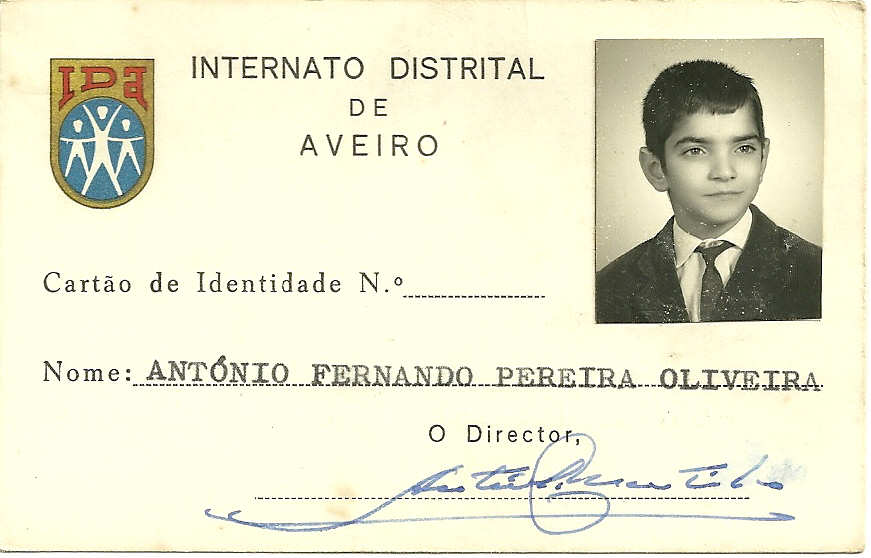 IDA
INTERNATO DISTRITAL
DE
AVEIRO
Cartão de Identidade N.º
Nome: ANTÓNIO FERNANDO PEREIRA OLIVEIRA
O Director,